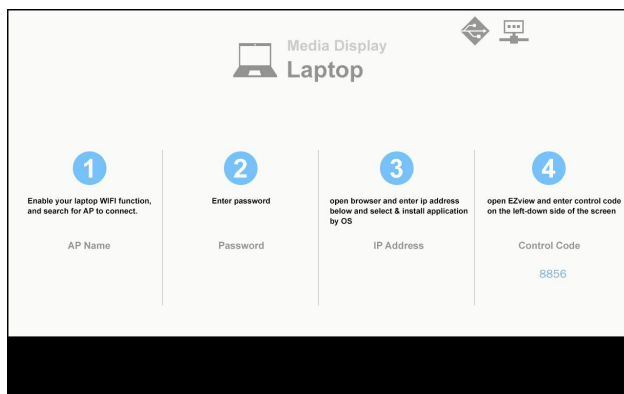 Media Display
Laptop
1
Enable your laptop WIFI function,
and search for AP to connect.
AP Name
2
Enter password
Password
3
open browser and enter ip address
below and select & install application
by OS
IP Address
4
open EZview and enter control code
on the left-down side of the screen
Control Code
8856